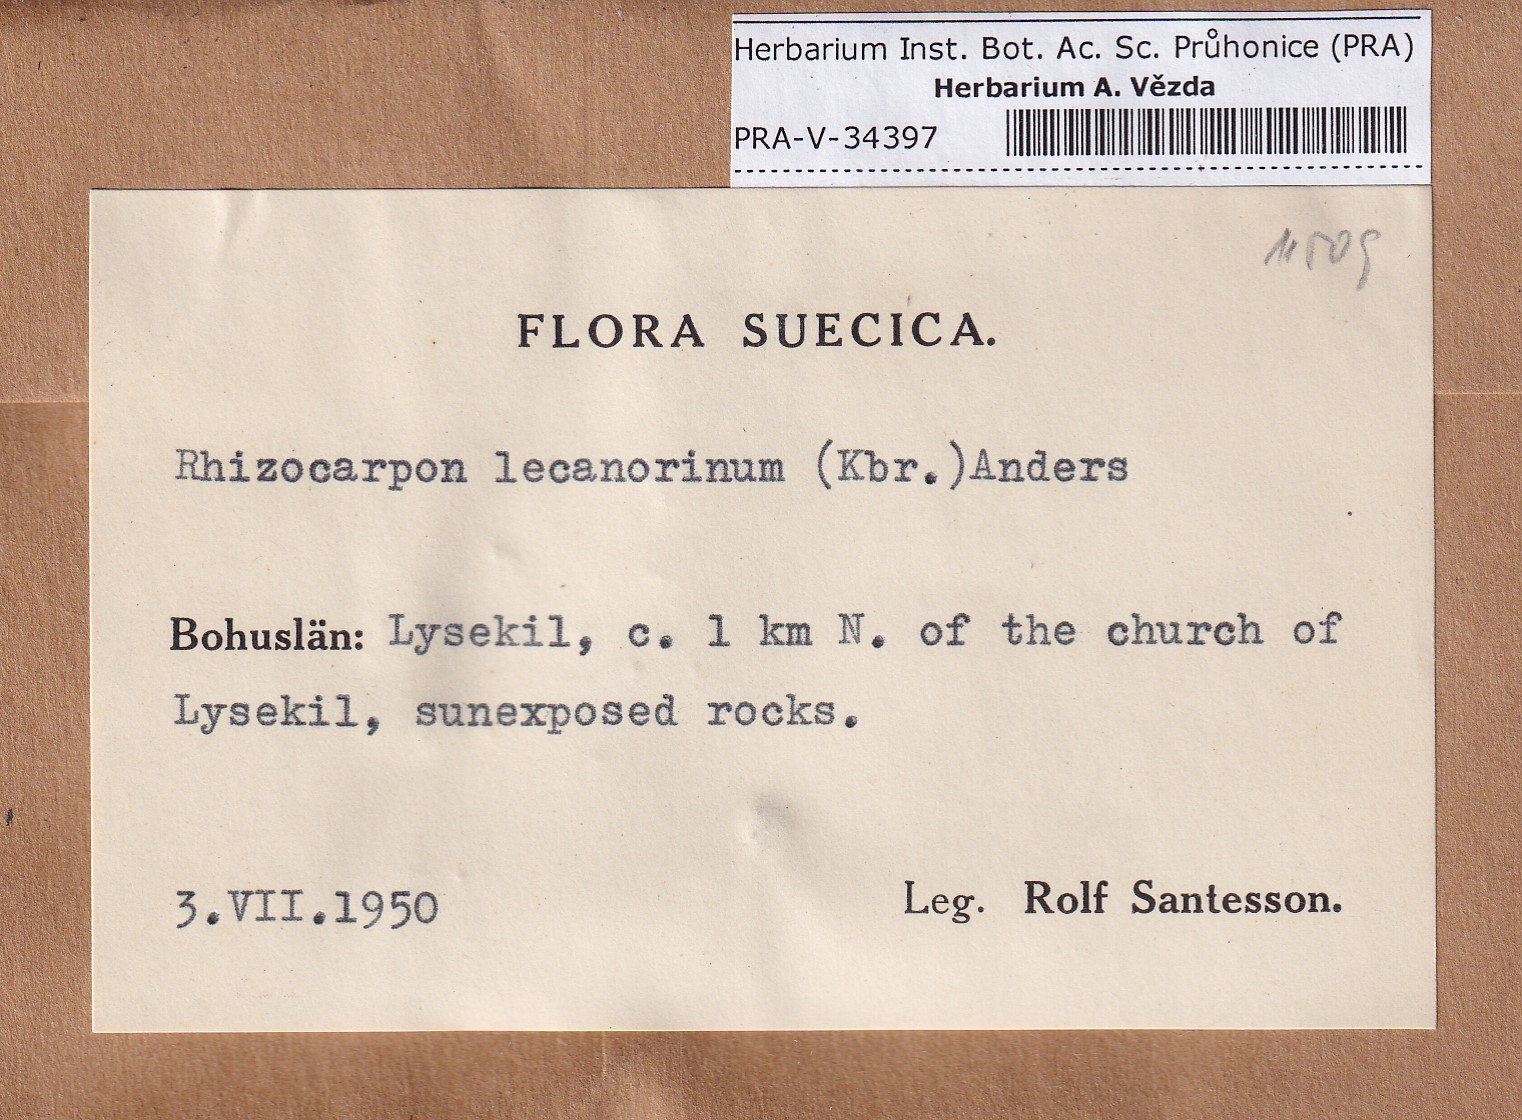 Herbarium Inst. Bot. Ac. Sc. Průhonice (PRA)
Herbarium A. Vězda
PRA-V-34397
FLORA SUECICA.
Rhizocarpon lecanorinum (Kbr.)Anders
Bohuslän: Lysekil, c. 1 km N. of the church of
Lysekil, sunexposed rocks.
3.VII.1950
Leg. Rolf Santesson.